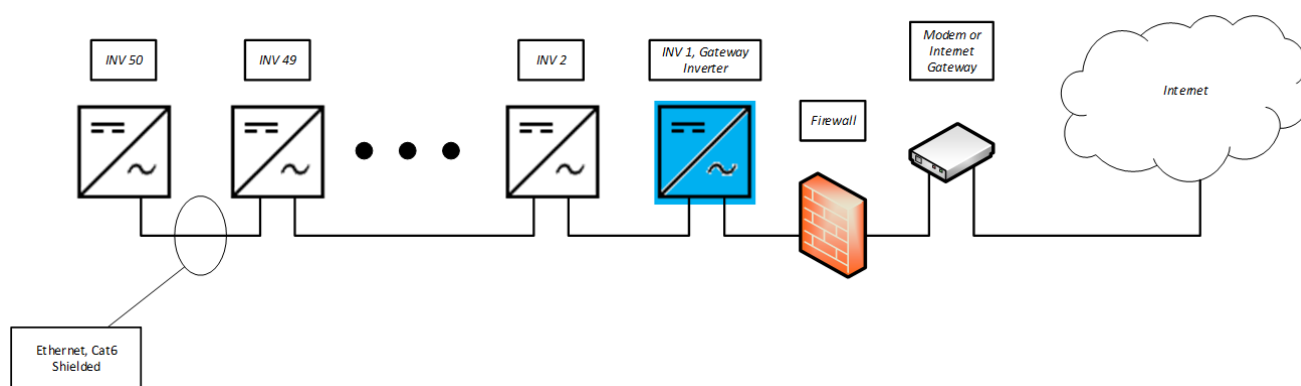 INV 50
INV 49
INV 2
INV 1, Gateway
Inverter
Firewall
Modem or
Internet
Gateway
Internet
Ethernet, Cat6
Shielded